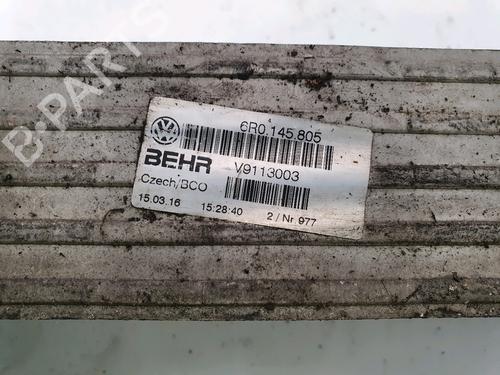 B-PARTS
6R0.145.805
BEHR V9113003
Czech/BCO
15.03.16 15:28:40 2 / Nr 977